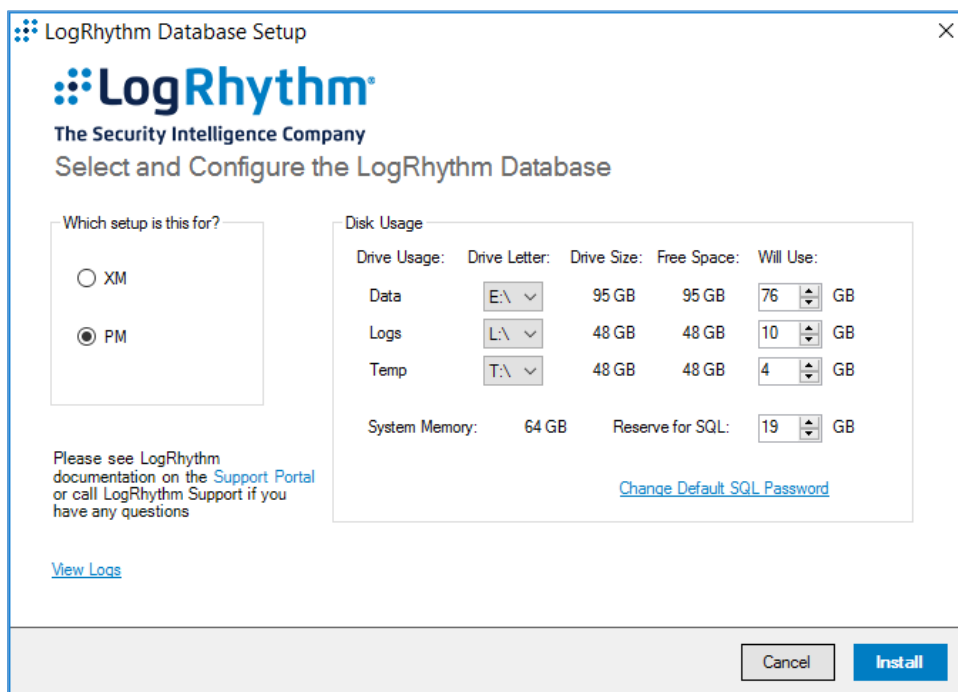 LogRhythm Database Setup
LogRhythm®
The Security Intelligence Company
Select and Configure the LogRhythm Database
Which setup is this for?
XM
PM
Please see LogRhythm
documentation on the Support Portal
or call LogRhythm Support if you
have any questions
View Logs
Disk Usage
Drive Usage: Drive Letter: Drive Size: Free Space: Will Use:
Data E:\ 95 GB 95 GB 76 GB
Logs L:\ 48 GB 48 GB 10 GB
Temp T:\ 48 GB 48 GB 4 GB
System Memory: 64 GB Reserve for SQL: 19 GB
Change Default SQL Password
Cancel Install